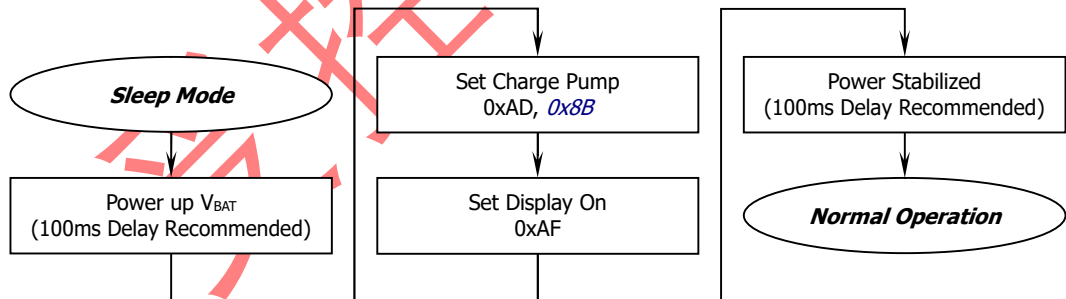 Sleep Mode
Power up VBAT
(100ms Delay Recommended)
Set Charge Pump
0xAD, 0x8B
Set Display On
0xAF
Power Stabilized
(100ms Delay Recommended)
Normal Operation